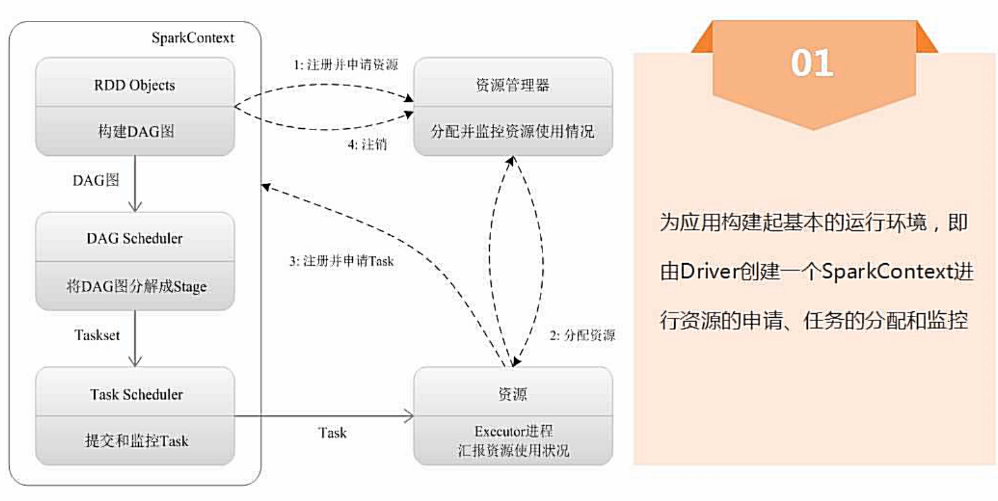 SparkContext
RDD Objects
构建DAG图
1: 注册并申请资源
4: 注销
资源管理器
分配并监控资源使用情况
DAG图
DAG Scheduler
将DAG图分解成Stage
3: 注册并申请Task
2: 分配资源
Taskset
Task Scheduler
提交和监控Task
Task
资源
Executor进程
汇报资源使用状况
01
为应用构建起基本的运行环境，即
由Driver创建一个SparkContext进
行资源的申请、任务的分配和监控